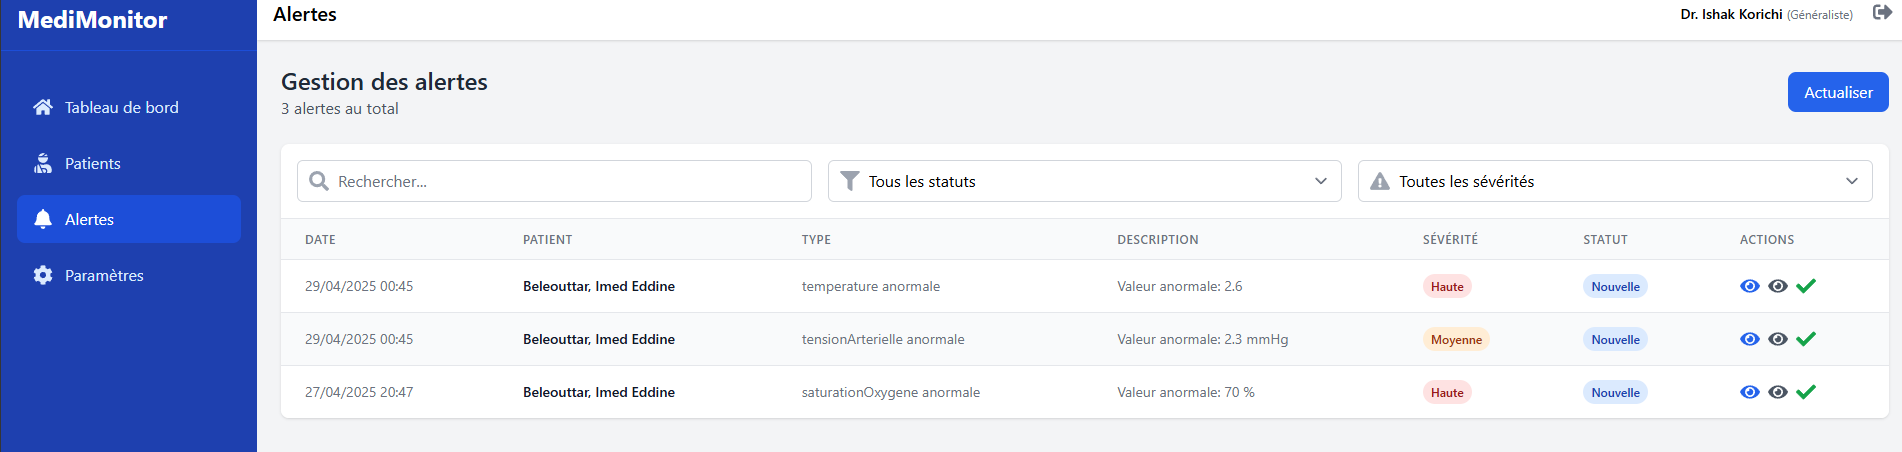 MediMonitor
Alertes
Dr. Ishak Korichi (Généraliste)
Tableau de bord
Patients
Alertes
Paramètres
Gestion des alertes
3 alertes au total
Actualiser
Rechercher...
Tous les statuts
Toutes les sévérités
DATE PATIENT TYPE DESCRIPTION SÉVÉRITÉ STATUT ACTIONS
29/04/2025 00:45 Beleouttar, Imed Eddine temperature anormale Valeur anormale: 2.6 Haute Nouvelle
29/04/2025 00:45 Beleouttar, Imed Eddine tensionArterielle anormale Valeur anormale: 2.3 mmHg Moyenne Nouvelle
27/04/2025 20:47 Beleouttar, Imed Eddine saturationOxygene anormale Valeur anormale: 70 % Haute Nouvelle